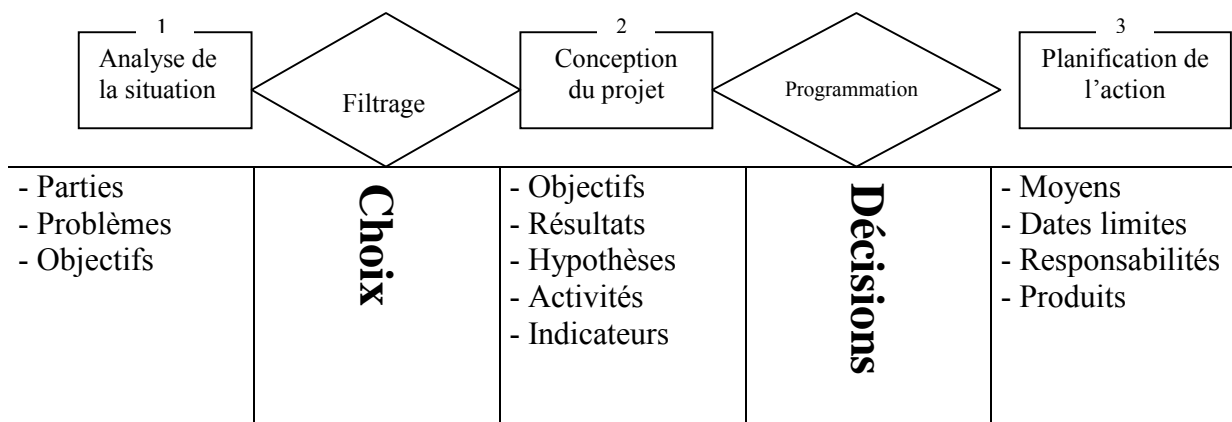 1
Analyse de
la situation
Filtrage
2
Conception
du projet
Programmation
3
Planification de
l’action
- Parties
- Problèmes
- Objectifs
Choix
- Objectifs
- Résultats
- Hypothèses
- Activités
- Indicateurs
Décisions
- Moyens
- Dates limites
- Responsabilités
- Produits